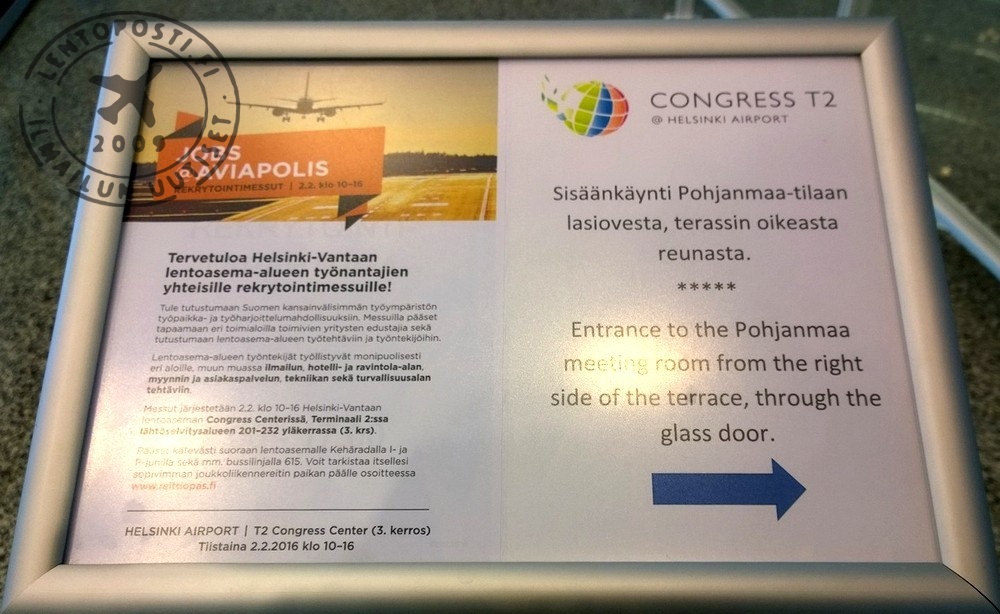 LENTOPOSTI.FI
2009
ILMAILUN UUTISET
JOBS
@AVIAPOLIS
REKRYTOINTIMESSUT | 2.2. klo 10–16
Tervetuloa Helsinki-Vantaan
lentoasema-alueen työnantajien
yhteisille rekrytointimessuille!
Tule tutustumaan Suomen kansainvälisimmän työympäristön
työpaikka- ja työharjoittelumahdollisuuksiin. Messuilla pääset
tapaamaan eri toimialoilla toimivien yritysten edustajia sekä
tutustumaan lentoasema-alueen työtehtäviin ja työntekijöihin.
Lentoasema-alueen työntekijät työllistyvät monipuolisesti
eri aloille, muun muassa ilmailun, hotelli- ja ravintola-alan,
myynnin ja asiakaspalvelun, tekniikan sekä turvallisuusalan
tehtäviin.
Messut järjestetään 2.2. klo 10–16 Helsinki-Vantaan
lentoaseman Congress Centerissä, Terminaali 2:ssa
lähtöselvitysalueen 201–232 yläkerrassa (3. krs).
Pääset kätevästi suoraan lentoasemalle Kehäradalla I- ja
P-junilla sekä mm. bussilinjalla 615. Voit tarkistaa itsellesi
sopivimman joukkoliikennereitin paikan päälle osoitteessa
www.reittiopas.fi
HELSINKI AIRPORT | T2 Congress Center (3. kerros)
Tiistaina 2.2.2016 klo 10–16
CONGRESS T2
@ HELSINKI AIRPORT
Sisäänkäynti Pohjanmaa-tilaan
lasiovesta, terassin oikeasta
reunasta.
*****
Entrance to the Pohjanmaa
meeting room from the right
side of the terrace, through the
glass door.